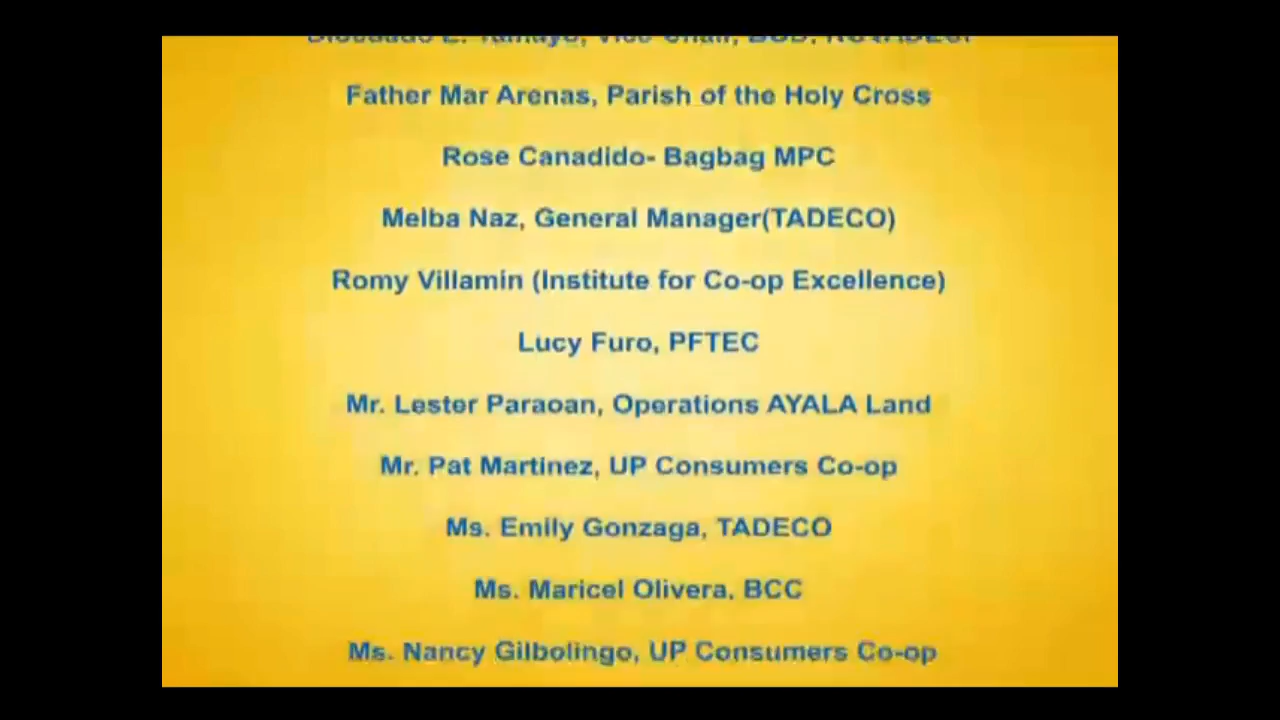 Father Mar Arenas, Parish of the Holy Cross
Rose Canadido- Bagbag MPC
Melba Naz, General Manager(TADECO)
Romy Villamin (Institute for Co-op Excellence)
Lucy Furo, PFTEC
Mr. Lester Paraoan, Operations AYALA Land
Mr. Pat Martinez, UP Consumers Co-op
Ms. Emily Gonzaga, TADECO
Ms. Maricel Olivera, BCC
Ms. Nancy Gilbolingo, UP Consumers Co-op